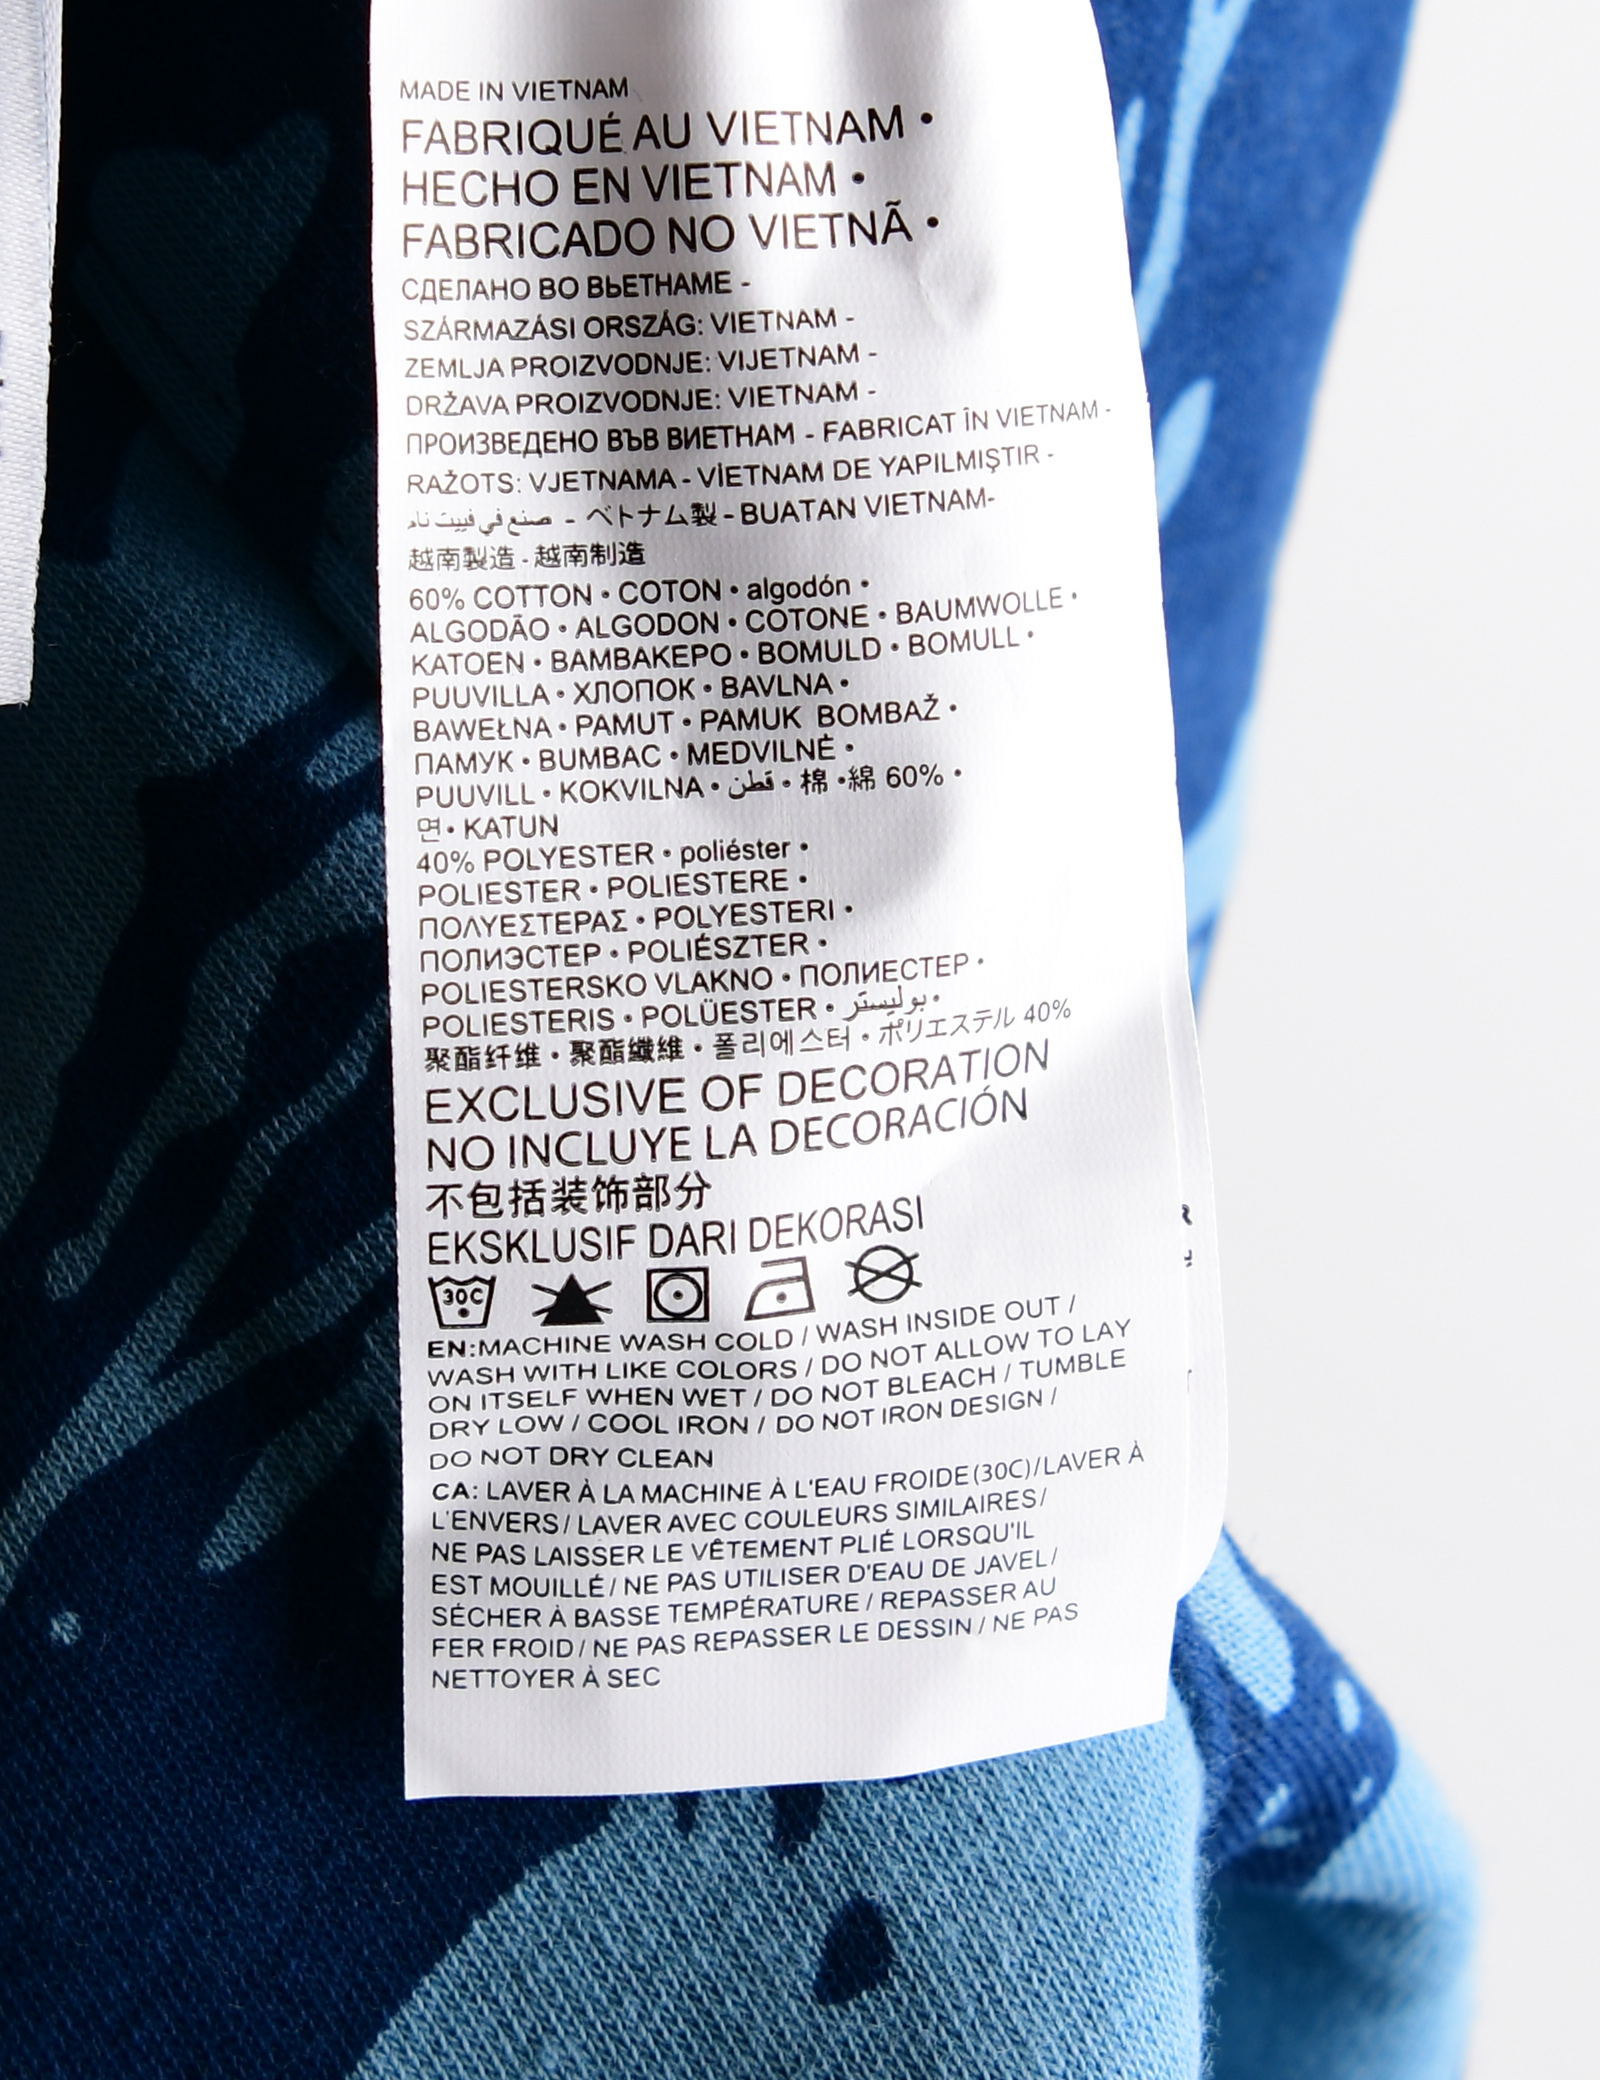 MADE IN VIETNAM
FABRIQUÉ AU VIETNAM •
HECHO EN VIETNAM •
FABRICADO NO VIETNÃ •
СДЕЛАНО ВО ВЬЕТНАМЕ -
SZÁRMAZÁSI ORSZÁG: VIETNAM -
ZEMLJA PROIZVODNJE: VIJETNAM -
DRŽAVA PROIZVODNJE: VIETNAM -
ПРОИЗВЕДЕНО ВЪВ ВИЕТНАМ - FABRICAT ÎN VIETNAM -
RAŽOTS: VJETNAMA - VİETNAM DE YAPILMIŞTIR -
صنع في فييت نام - ベトナム製 - BUATAN VIETNAM-
越南製造 - 越南制造
60% COTTON • COTON • algodón •
ALGODÃO • ALGODON • COTONE • BAUMWOLLE •
KATOEN • BAMBAKEPO • BOMULD • BOMULL •
PUUVILLA • ХЛОПОК • BAVLNA •
BAWEŁNA • PAMUT • PAMUK BOMBAŽ •
ПАМУК • BUMBAC • MEDVILNĖ •
PUUVILL • KOKVILNA • قطن • 棉 •綿 60% •
면 • KATUN
40% POLYESTER • poliéster •
POLIESTER • POLIESTERE •
ΠΟΛΥΕΣΤΕΡΑΣ • POLYESTERI •
ПОЛИЭСТЕР • POLIÉSZTER •
POLIESTERSKO VLAKNO • ПОЛИЕСТЕР •
POLIESTERIS • POLÜESTER • بوليستر •
聚酯纤维 • 聚酯纖維 • 폴리에스터 • ポリエステル 40%
EXCLUSIVE OF DECORATION
NO INCLUYE LA DECORACIÓN
不包括装饰部分
EKSKLUSIF DARI DEKORASI
30C
EN:MACHINE WASH COLD / WASH INSIDE OUT /
WASH WITH LIKE COLORS / DO NOT ALLOW TO LAY
ON ITSELF WHEN WET / DO NOT BLEACH / TUMBLE
DRY LOW / COOL IRON / DO NOT IRON DESIGN /
DO NOT DRY CLEAN
CA: LAVER À LA MACHINE À L'EAU FROIDE (30C)/LAVER À
L'ENVERS / LAVER AVEC COULEURS SIMILAIRES/
NE PAS LAISSER LE VÊTEMENT PLIÉ LORSQU'IL
EST MOUILLÉ / NE PAS UTILISER D'EAU DE JAVEL/
SÉCHER À BASSE TEMPÉRATURE / REPASSER AU
FER FROID / NE PAS REPASSER LE DESSIN / NE PAS
NETTOYER À SEC